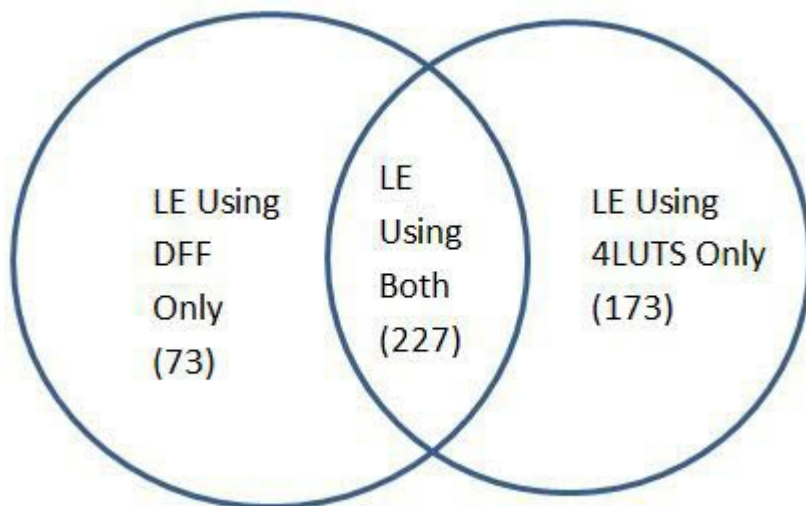 LE Using
DFF
Only
(73)
LE
Using
Both
(227)
LE Using
4LUTS Only
(173)